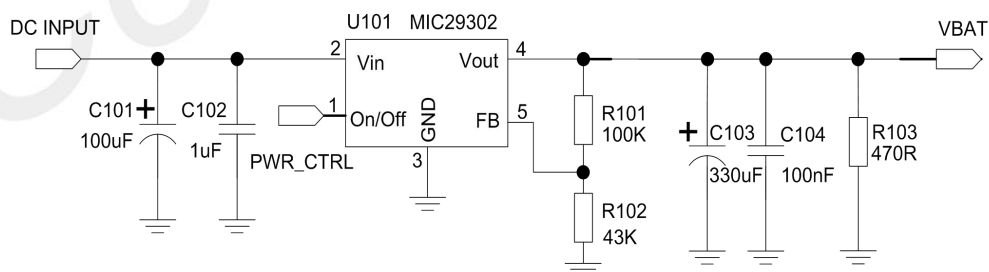 U101 MIC29302
DC INPUT
VBAT
2
Vin
Vout
4
C101
+
100uF
C102
1uF
1
On/Off
PWR_CTRL
GND
3
FB
5
R101
100K
R102
43K
+
C103
330uF
C104
100nF
R103
470R